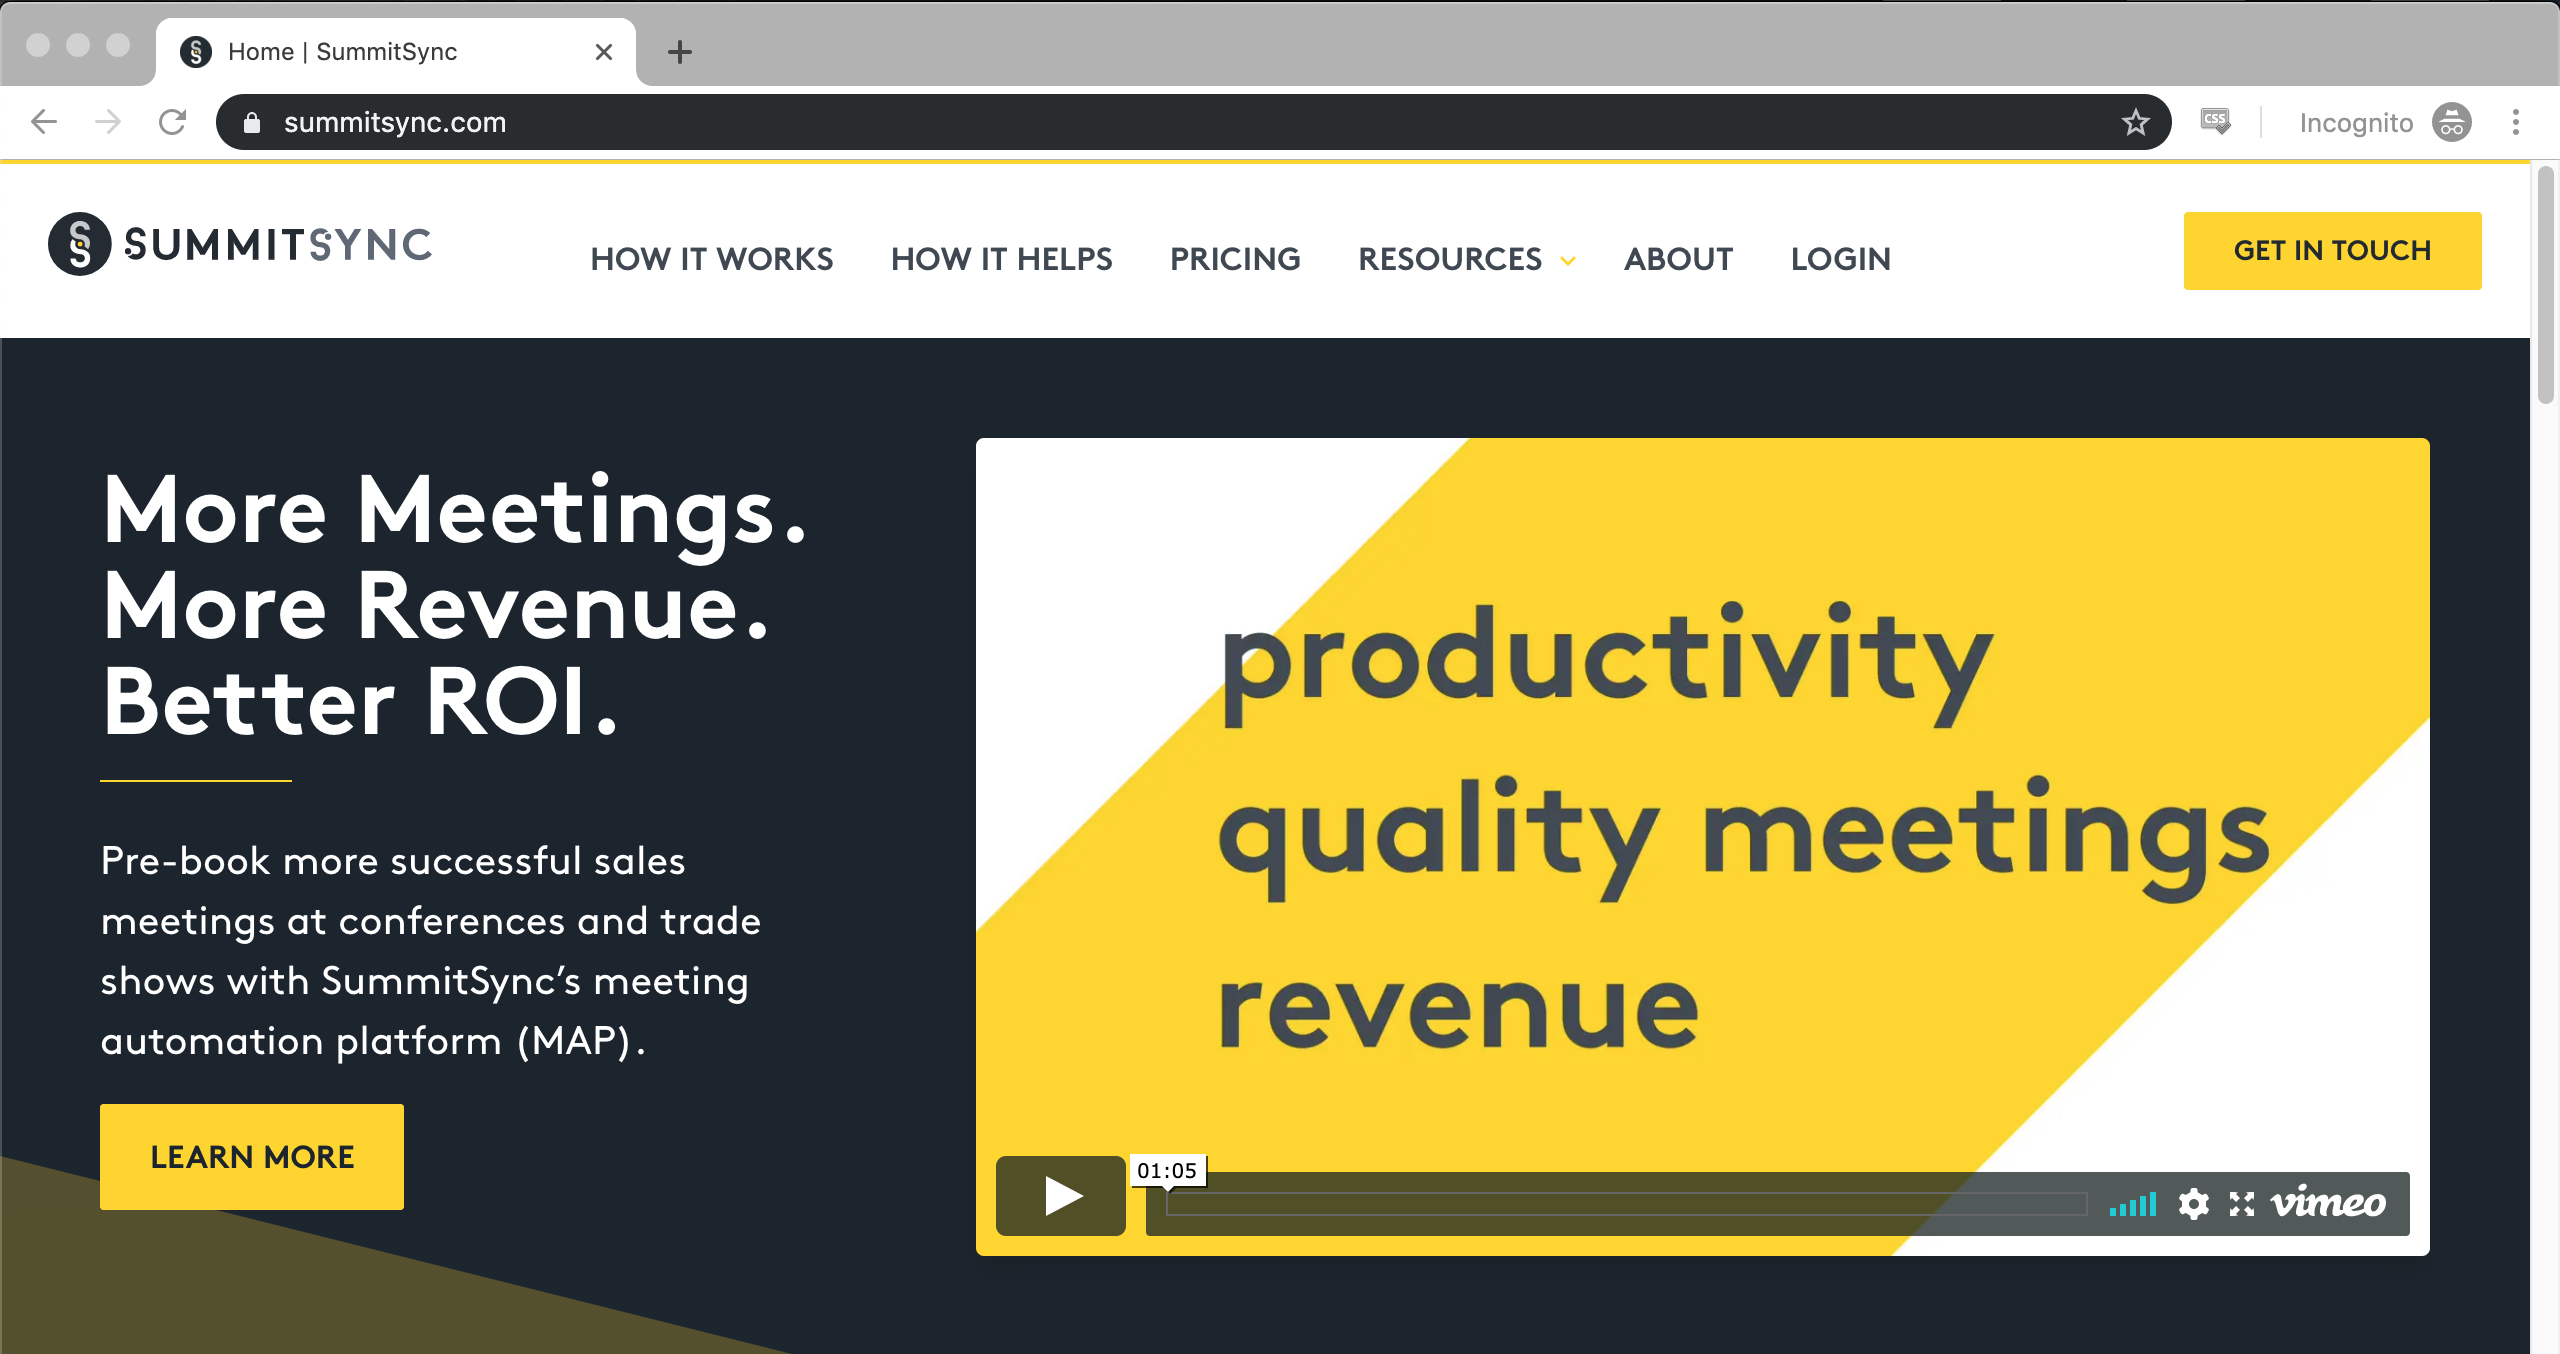 Home | SummitSync
summitsync.com
CSS
Incognito
SUMMITSYNC
HOW IT WORKS
HOW IT HELPS
PRICING
RESOURCES
ABOUT
LOGIN
GET IN TOUCH
More Meetings.
More Revenue.
Better ROI.
Pre-book more successful sales
meetings at conferences and trade
shows with SummitSync’s meeting
automation platform (MAP).
LEARN MORE
productivity
quality meetings
revenue
01:05
vimeo